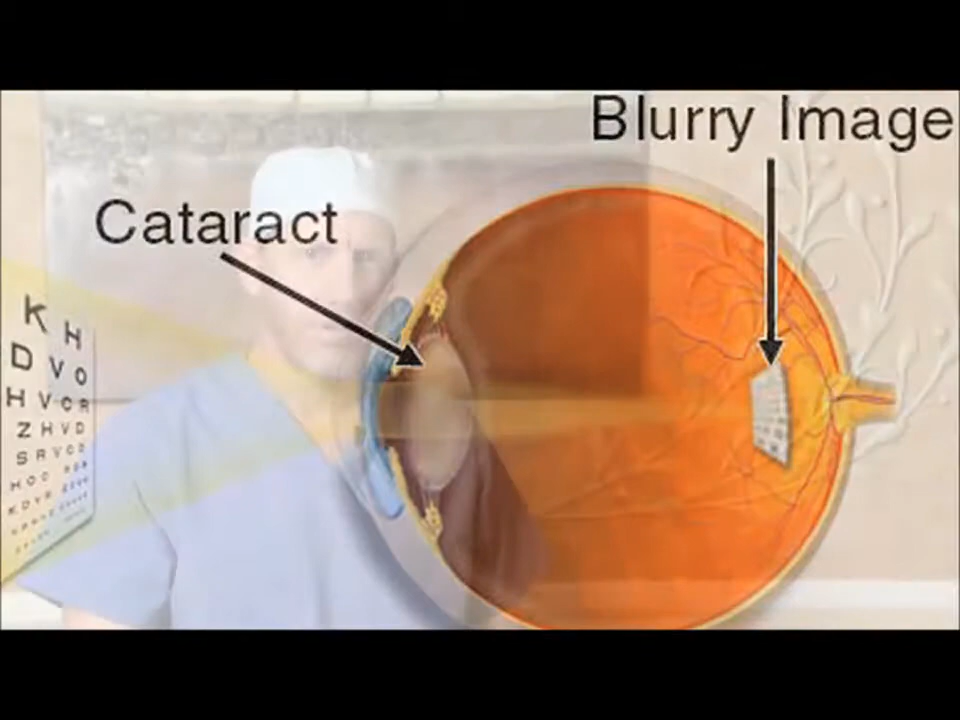 Blurry Image
Cataract
K H
D V O
H V C R
Z H V D
S R V C D
H O C
K D V R